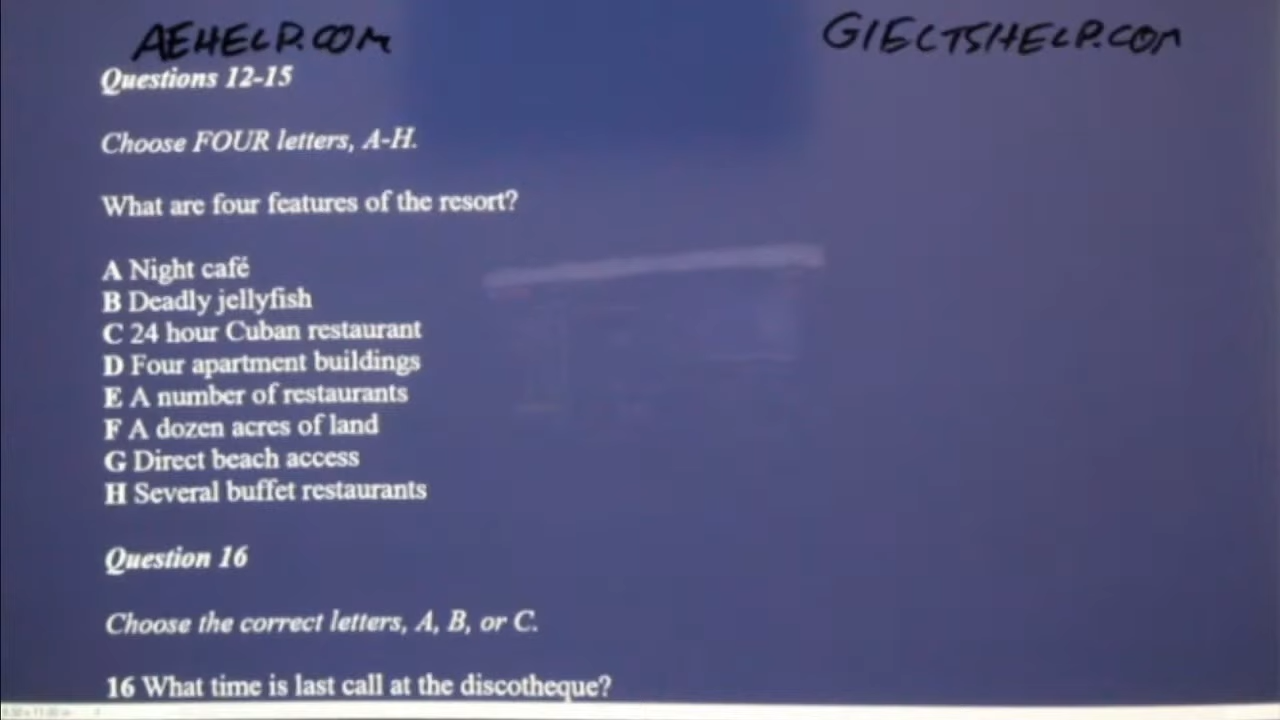 AEHELP.COM
GIELTSHELP.COM
Questions 12-15
Choose FOUR letters, A-H.
What are four features of the resort?
A Night café
B Deadly jellyfish
C 24 hour Cuban restaurant
D Four apartment buildings
E A number of restaurants
F A dozen acres of land
G Direct beach access
H Several buffet restaurants
Question 16
Choose the correct letters, A, B, or C.
16 What time is last call at the discotheque?